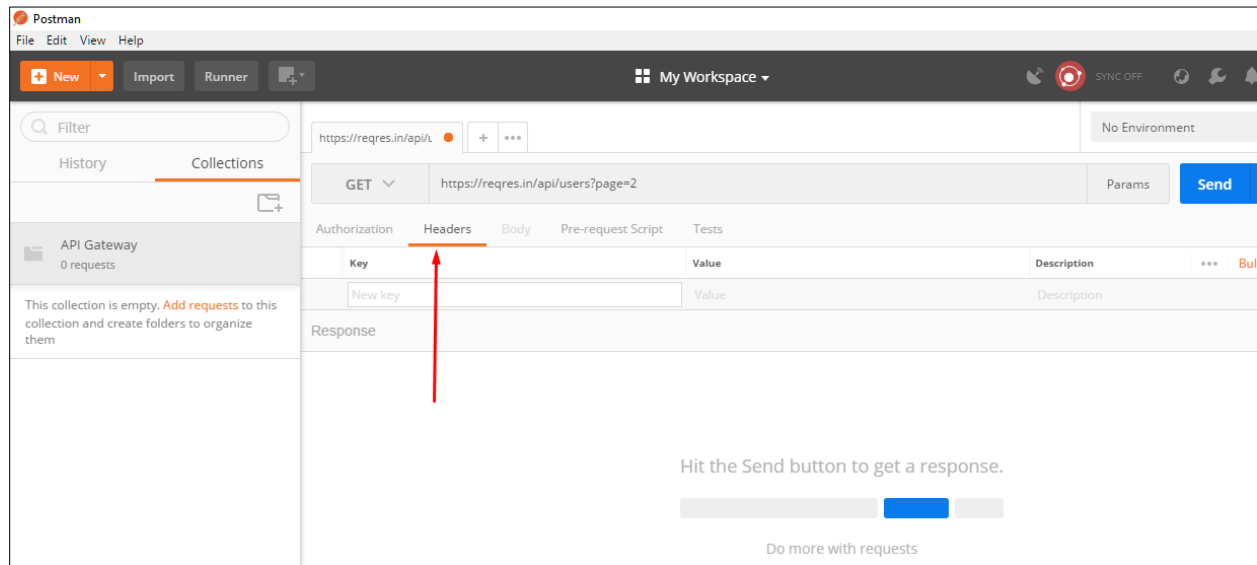 Postman
File Edit View Help
New Import Runner My Workspace SYNC OFF
Filter
History Collections
API Gateway
0 requests
This collection is empty. Add requests to this
collection and create folders to organize
them
https://reqres.in/api/u + No Environment
GET https://reqres.in/api/users?page=2 Params Send
Authorization Headers Body Pre-request Script Tests
Key Value Description Bul
New key Value Description
Response
Hit the Send button to get a response.
Do more with requests